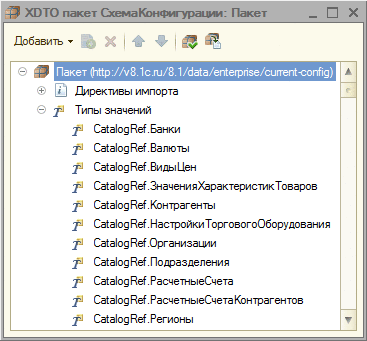 XDTO пакет СхемаКонфигурации: Пакет
Добавить
Пакет (http://v8.1c.ru/8.1/data/enterprise/current-config)
Директивы импорта
Типы значений
CatalogRef.Банки
CatalogRef.Валюты
CatalogRef.ВидыЦен
CatalogRef.ЗначенияХарактеристикТоваров
CatalogRef.Контрагенты
CatalogRef.НастройкиТорговогоОборудования
CatalogRef.Организации
CatalogRef.Подразделения
CatalogRef.РасчетныеСчета
CatalogRef.РасчетныеСчетаКонтрагентов
CatalogRef.Регионы